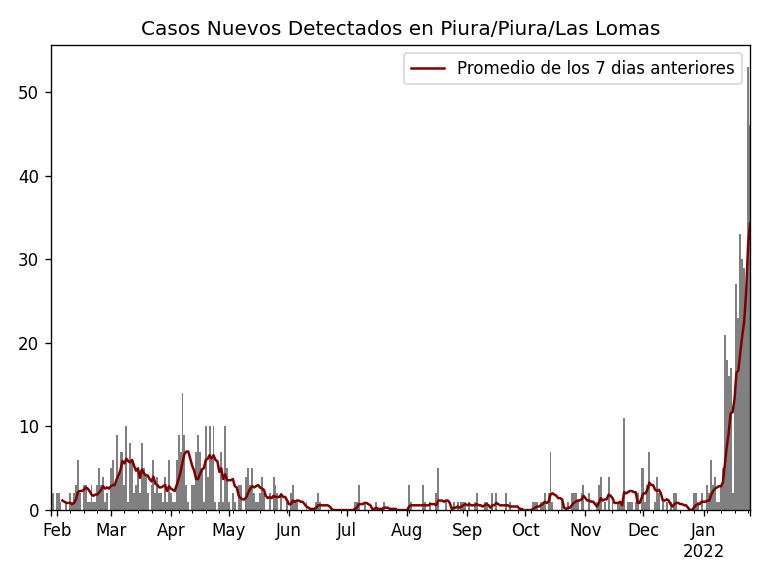 Casos Nuevos Detectados en Piura/Piura/Las Lomas
Promedio de los 7 dias anteriores
50
40
30
20
10
0
Feb Mar Apr May Jun Jul Aug Sep Oct Nov Dec Jan
2022